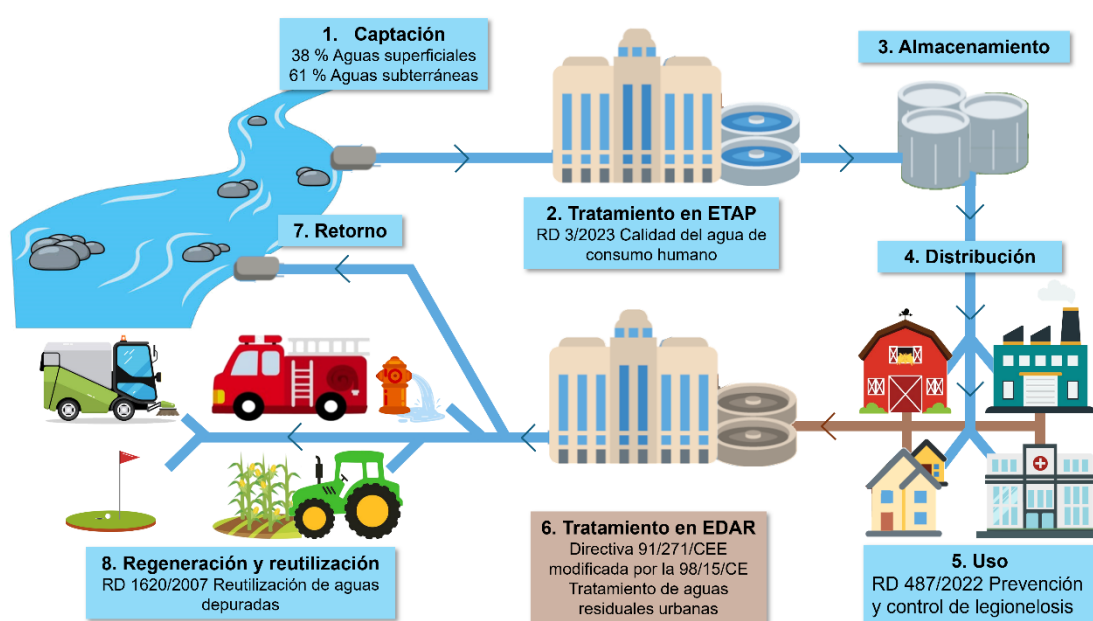 1. Captación
38 % Aguas superficiales
61 % Aguas subterráneas
2. Tratamiento en ETAP
RD 3/2023 Calidad del agua de
consumo humano
3. Almacenamiento
4. Distribución
5. Uso
RD 487/2022 Prevención
y control de legionelosis
6. Tratamiento en EDAR
Directiva 91/271/CEE
modificada por la 98/15/CE
Tratamiento de aguas
residuales urbanas
7. Retorno
8. Regeneración y reutilización
RD 1620/2007 Reutilización de aguas
depuradas